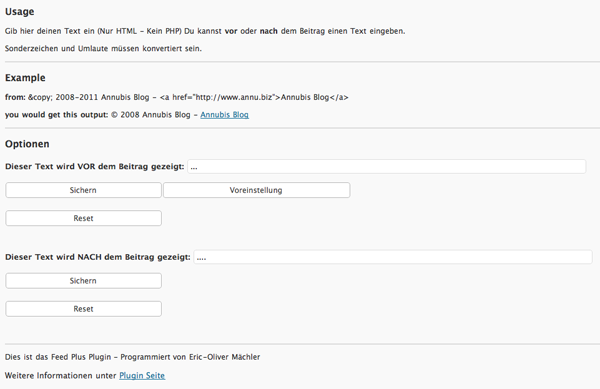 Usage
Gib hier deinen Text ein (Nur HTML - Kein PHP) Du kannst vor oder nach dem Beitrag einen Text eingeben.
Sonderzeichen und Umlaute müssen konvertiert sein.
Example
from: &copy; 2008-2011 Annubis Blog - <a href="http://www.annu.biz">Annubis Blog</a>
you would get this output: © 2008 Annubis Blog - Annubis Blog
Optionen
Dieser Text wird VOR dem Beitrag gezeigt: ...
Sichern Voreinstellung
Reset
Dieser Text wird NACH dem Beitrag gezeigt: ....
Sichern
Reset
Dies ist das Feed Plus Plugin - Programmiert von Eric-Oliver Mächler
Weitere Informationen unter Plugin Seite